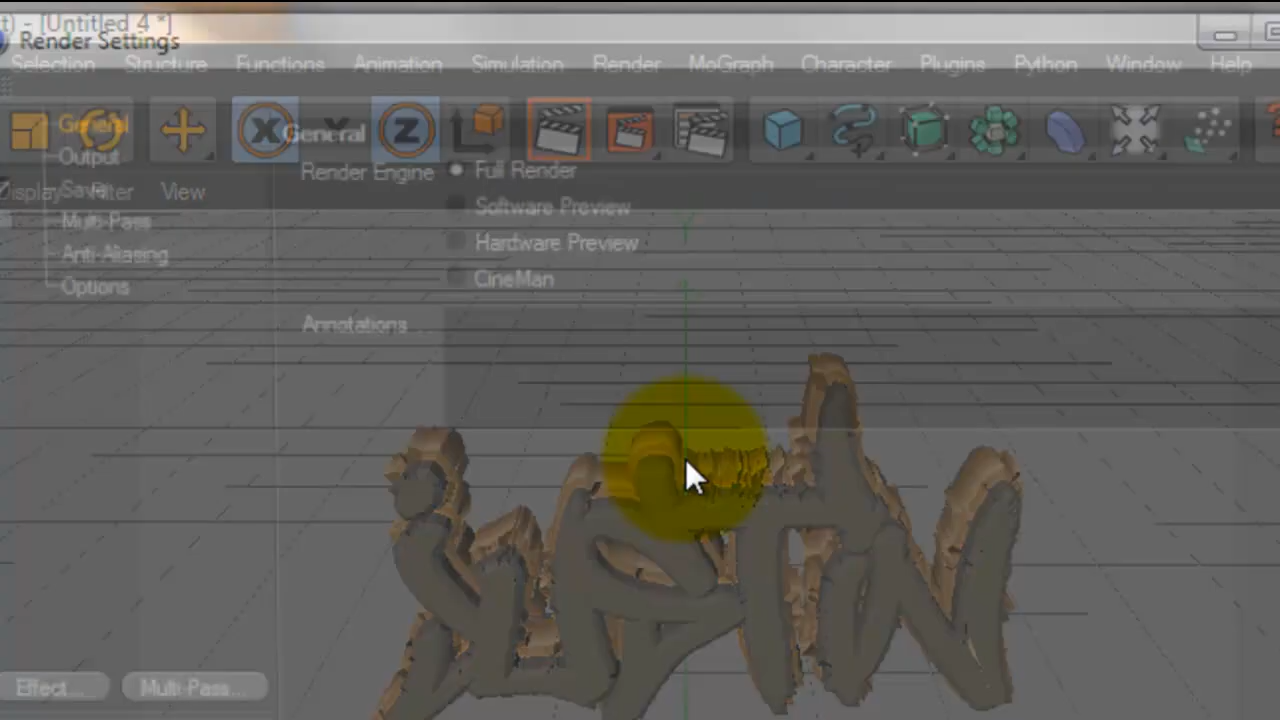 t) - [Untitled 4 *]
Render Settings
Selection Structure Functions Animation Simulation Render MoGraph Character Plugins Python Window Help
General
X General Y Z
Output
Render Engine Full Render
Display Save Filter View
Software Preview
Multi-Pass
Hardware Preview
Anti-Aliasing
CineMan
Options
Annotations . . .
Effect... Multi-Pass...